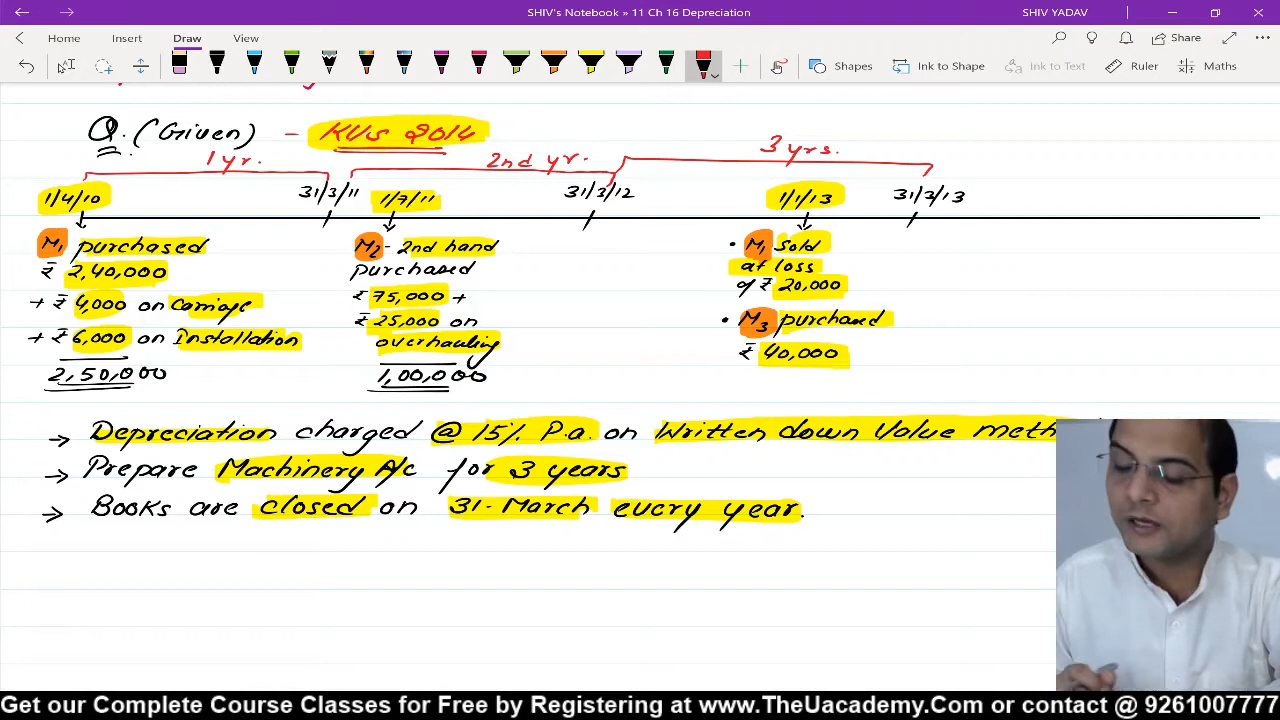 SHIV's Notebook » 11 Ch 16 Depreciation
SHIV YADAV
Home Insert Draw View
Share
Shapes
Ink to Shape
Ink to Text
Ruler
Maths
Q. (Given) - KVS 2014
1 yr.
2nd yr.
3 yrs.
1/4/10
31/3/11
1/7/11
31/3/12
1/1/13
31/3/13
M1 purchased
₹ 2,40,000
+ ₹ 4,000 on Carriage
+ ₹ 6,000 on Installation
2,50,000
M2 - 2nd hand
purchased
₹ 75,000 +
₹ 25,000 on
overhauling
1,00,000
• M1 Sold
at loss
of ₹ 20,000
• M3 purchased
₹ 40,000
→ Depreciation charged @ 15% P.a. on Written down Value meth
→ Prepare Machinery A/c for 3 years
→ Books are closed on 31-March every year.
Get our Complete Course Classes for Free by Registering at www.TheUacademy.Com or contact @ 9261007777